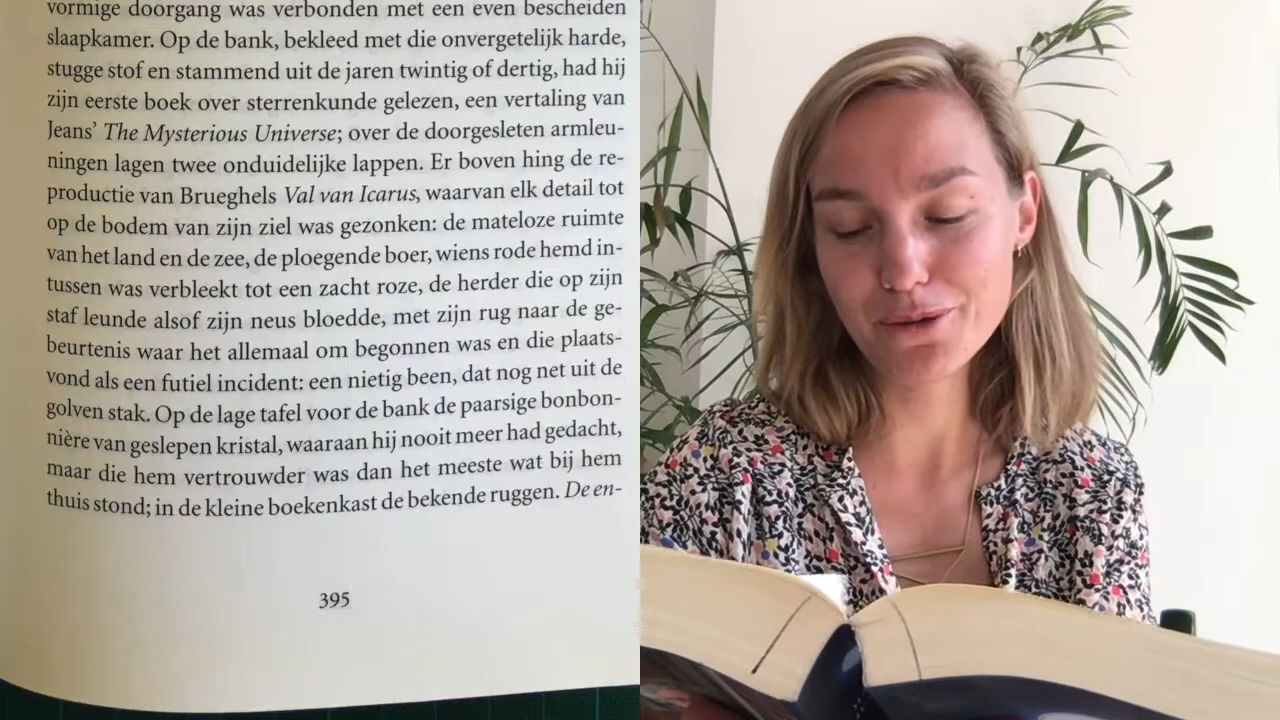 vormige doorgang was verbonden met een even bescheiden
slaapkamer. Op de bank, bekleed met die onvergetelijk harde,
stugge stof en stammend uit de jaren twintig of dertig, had hij
zijn eerste boek over sterrenkunde gelezen, een vertaling van
Jeans’ The Mysterious Universe; over de doorgesleten armleu-
ningen lagen twee onduidelijke lappen. Er boven hing de re-
productie van Brueghels Val van Icarus, waarvan elk detail tot
op de bodem van zijn ziel was gezonken: de mateloze ruimte
van het land en de zee, de ploegende boer, wiens rode hemd in-
tussen was verbleekt tot een zacht roze, de herder die op zijn
staf leunde alsof zijn neus bloedde, met zijn rug naar de ge-
beurtenis waar het allemaal om begonnen was en die plaats-
vond als een futiel incident: een nietig been, dat nog net uit de
golven stak. Op de lage tafel voor de bank de paarsige bonbon-
nière van geslepen kristal, waaraan hij nooit meer had gedacht,
maar die hem vertrouwder was dan het meeste wat bij hem
thuis stond; in de kleine boekenkast de bekende ruggen. De en-
395